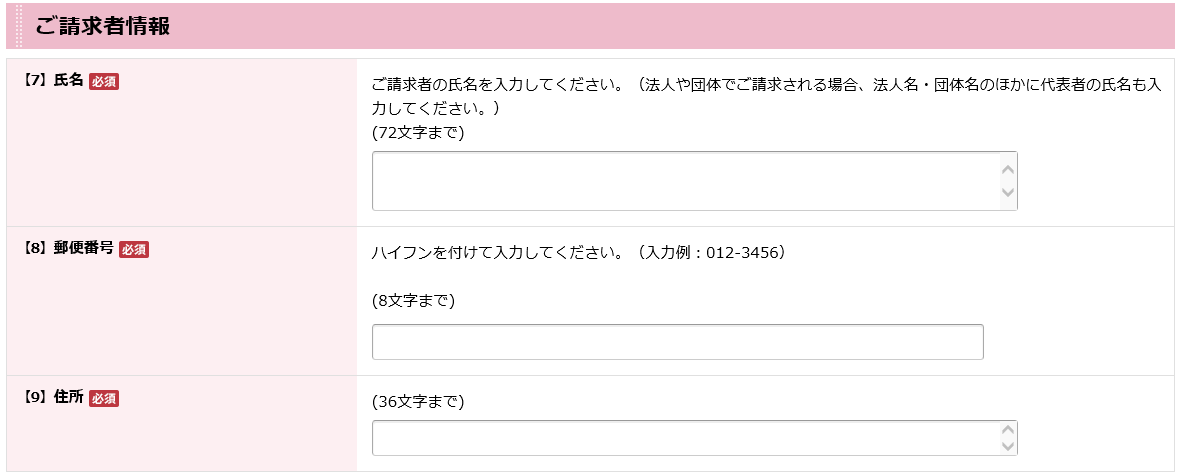 ご請求者情報
【7】氏名 必須
ご請求者の氏名を入力してください。（法人や団体でご請求される場合、法人名・団体名のほかに代表者の氏名も入
力してください。）
(72文字まで)
【8】郵便番号 必須
ハイフンを付けて入力してください。（入力例：012-3456）
(8文字まで)
【9】住所 必須
(36文字まで)